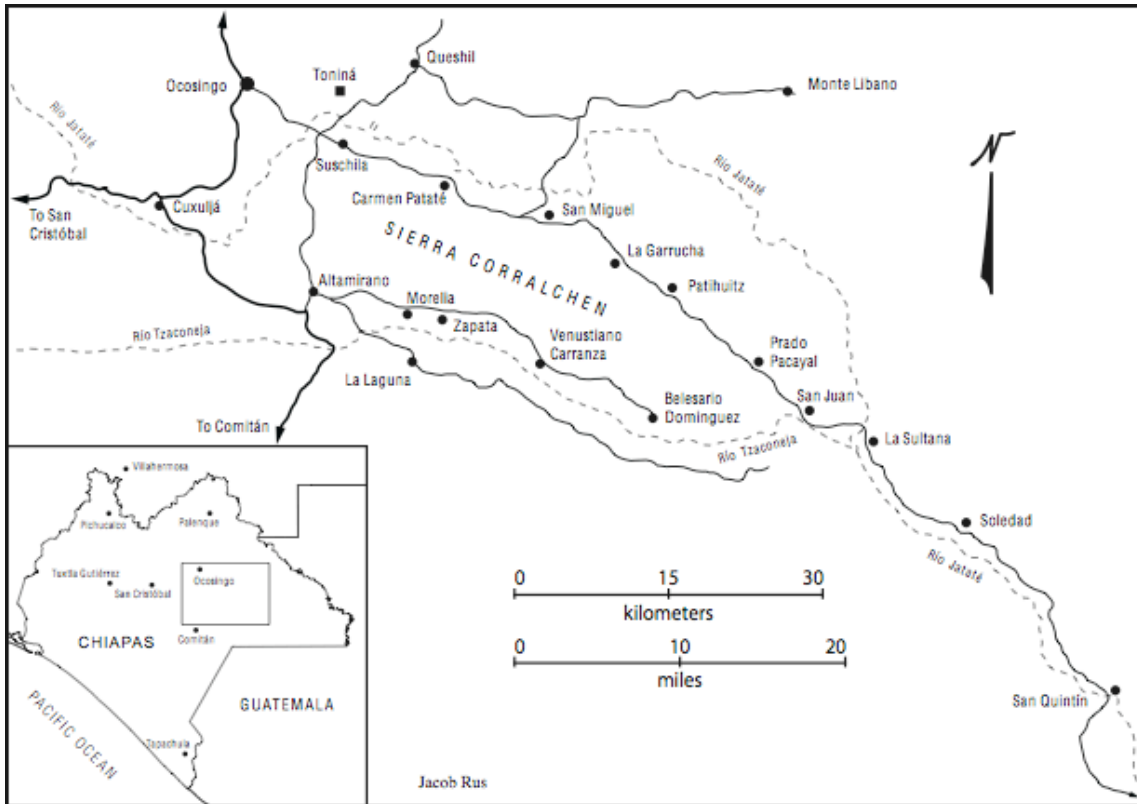 Queshil
Ocosingo
Toniná
Monte Libano
Río Jataté
Suschila
Río Jataté
Carmen Pataté
San Miguel
Cuxuljá
To San
Cristóbal
SIERRA CORRALCHEN
La Garrucha
Patihuitz
Altamirano
Morelia
Zapata
Río Tzaconeja
Venustiano
Carranza
Prado
Pacayal
La Laguna
San Juan
Belesario
Dominguez
To Comitán
La Sultana
Río Tzaconeja
Soledad
Río Jataté
San Quintín
0 15 30
kilometers
0 10 20
miles
Villahermosa
Pichucalco
Palenque
Tuxtla Gutiérrez
Ocosingo
San Cristóbal
Comitán
CHIAPAS
GUATEMALA
PACIFIC OCEAN
Tapachula
Jacob Rus
N